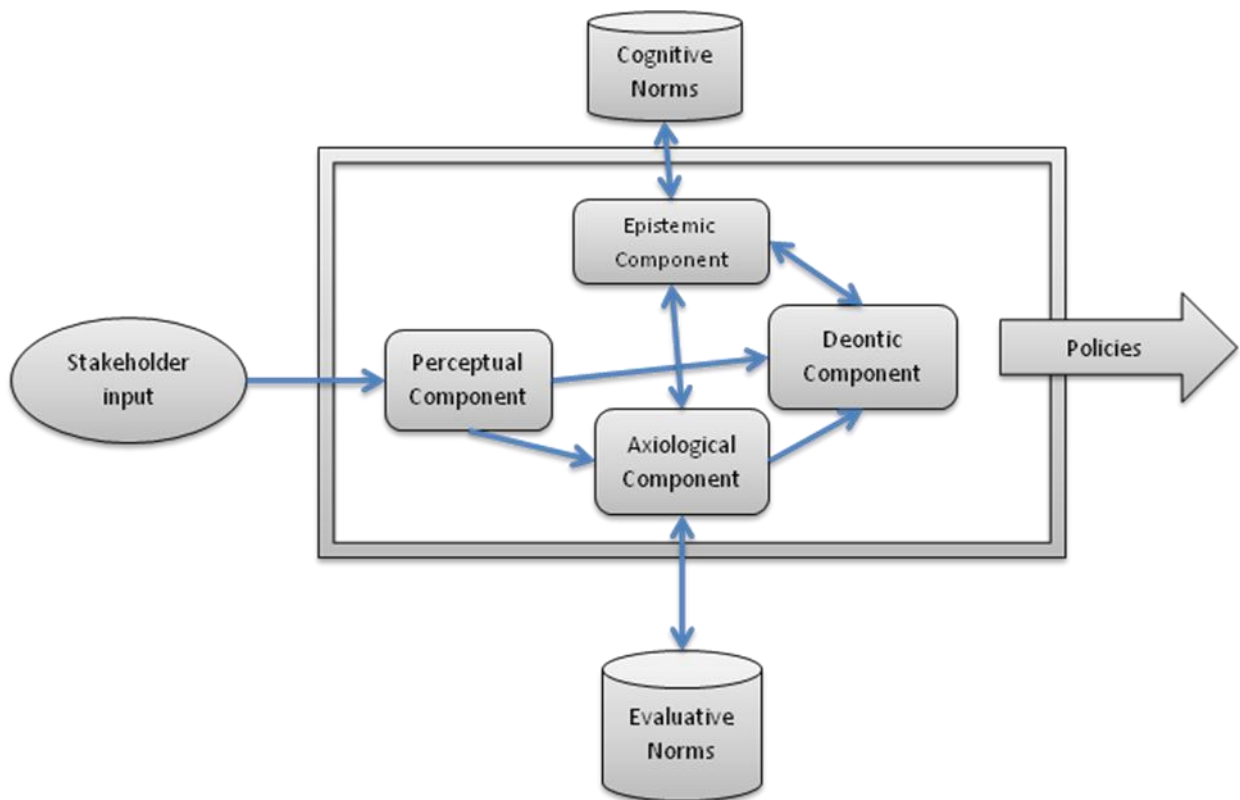 Cognitive
Norms
Epistemic
Component
Stakeholder
input
Perceptual
Component
Deontic
Component
Policies
Axiological
Component
Evaluative
Norms